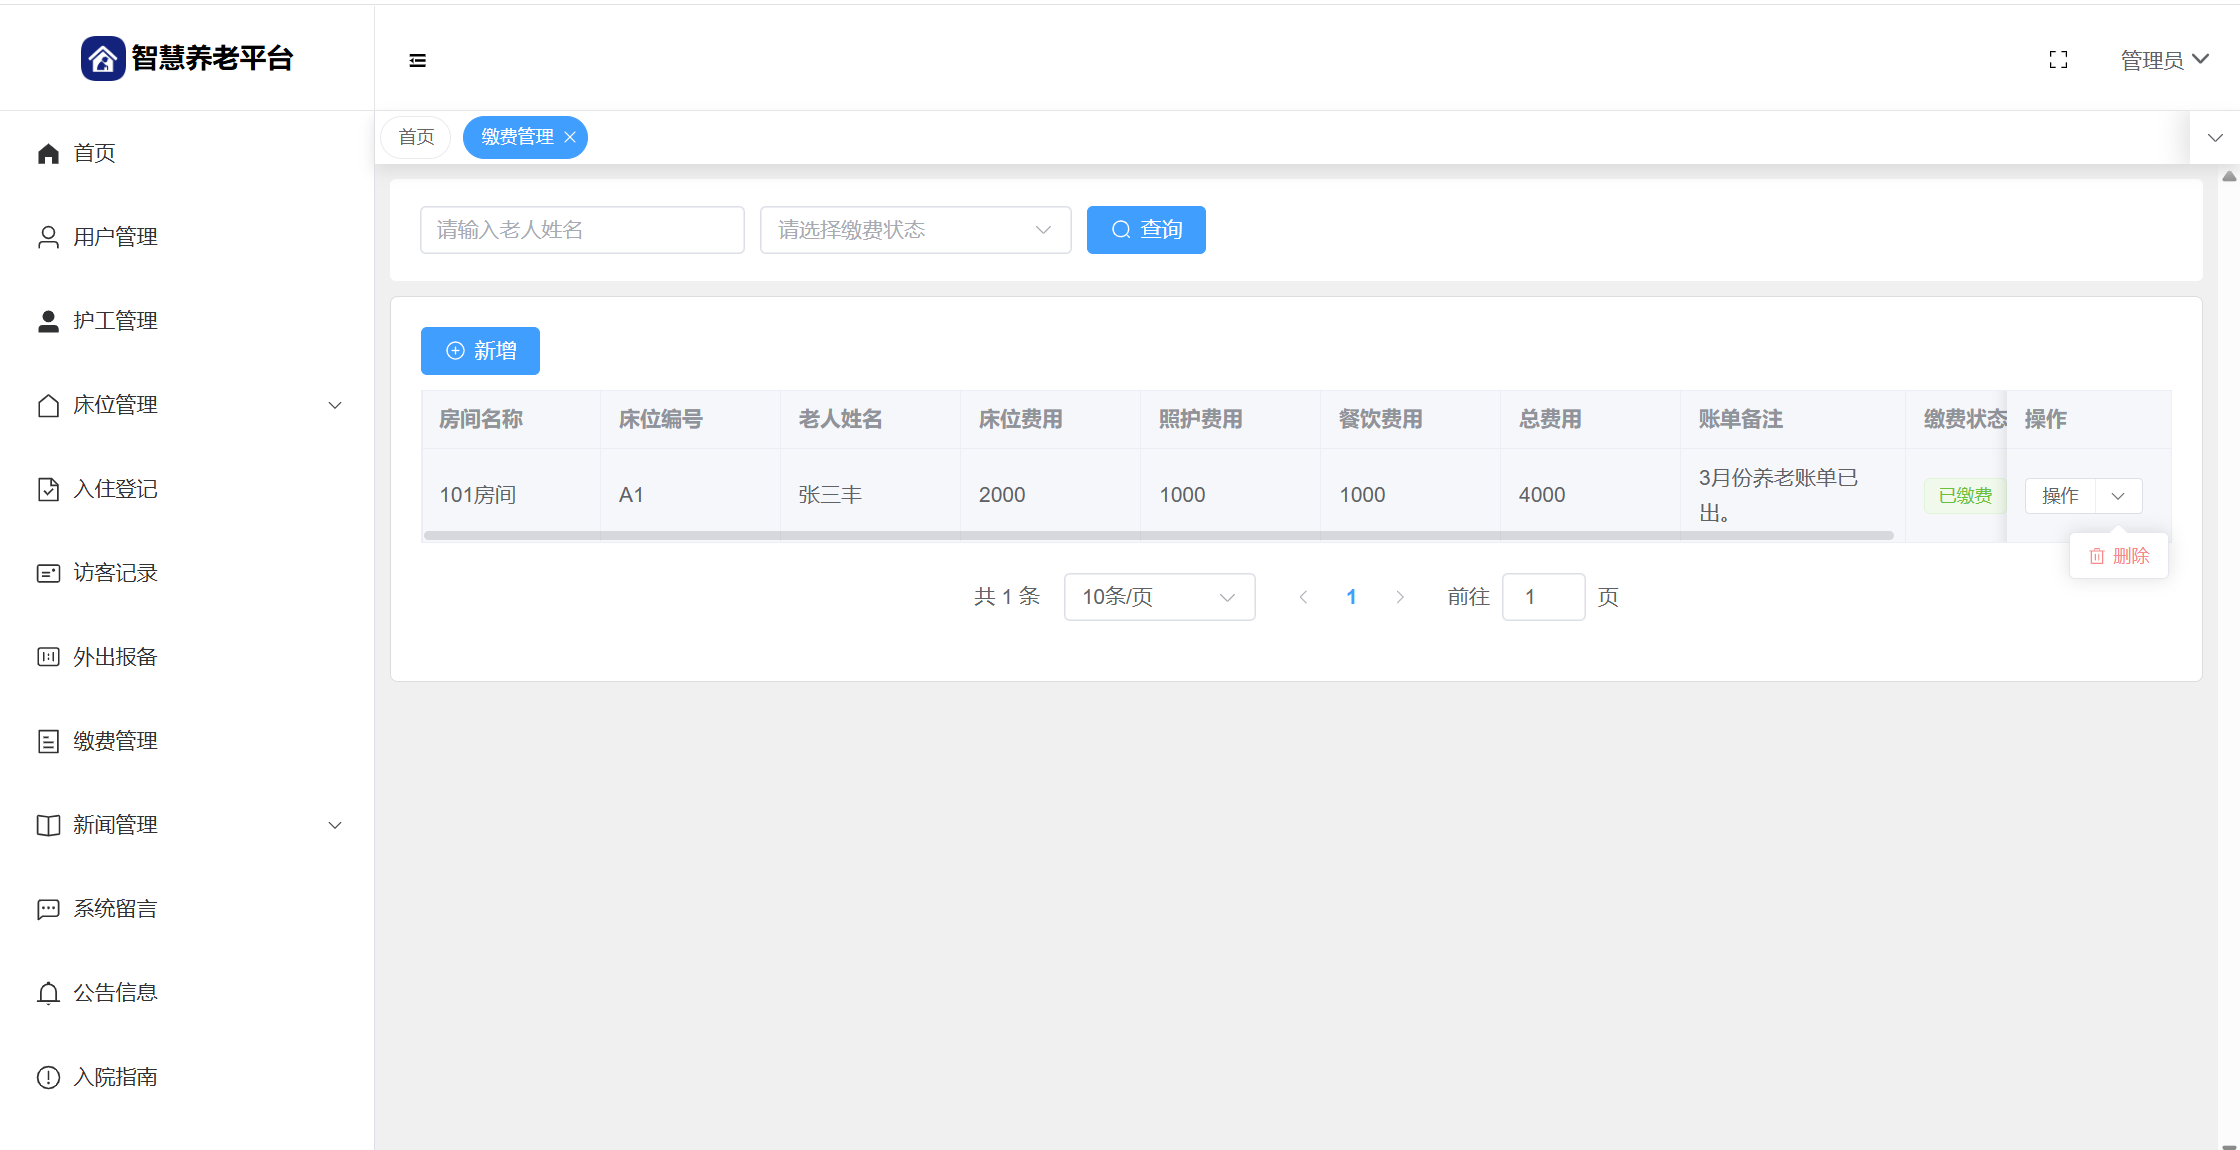 智慧养老平台
管理员
首页
缴费管理
首页
用户管理
护工管理
床位管理
入住登记
访客记录
外出报备
缴费管理
新闻管理
系统留言
公告信息
入院指南
请输入老人姓名
请选择缴费状态
查询
新增
房间名称 床位编号 老人姓名 床位费用 照护费用 餐饮费用 总费用 账单备注 缴费状态 操作
101房间 A1 张三丰 2000 1000 1000 4000 3月份养老账单已
出。
已缴费 操作
删除
共 1 条 10条/页 1 前往 1 页